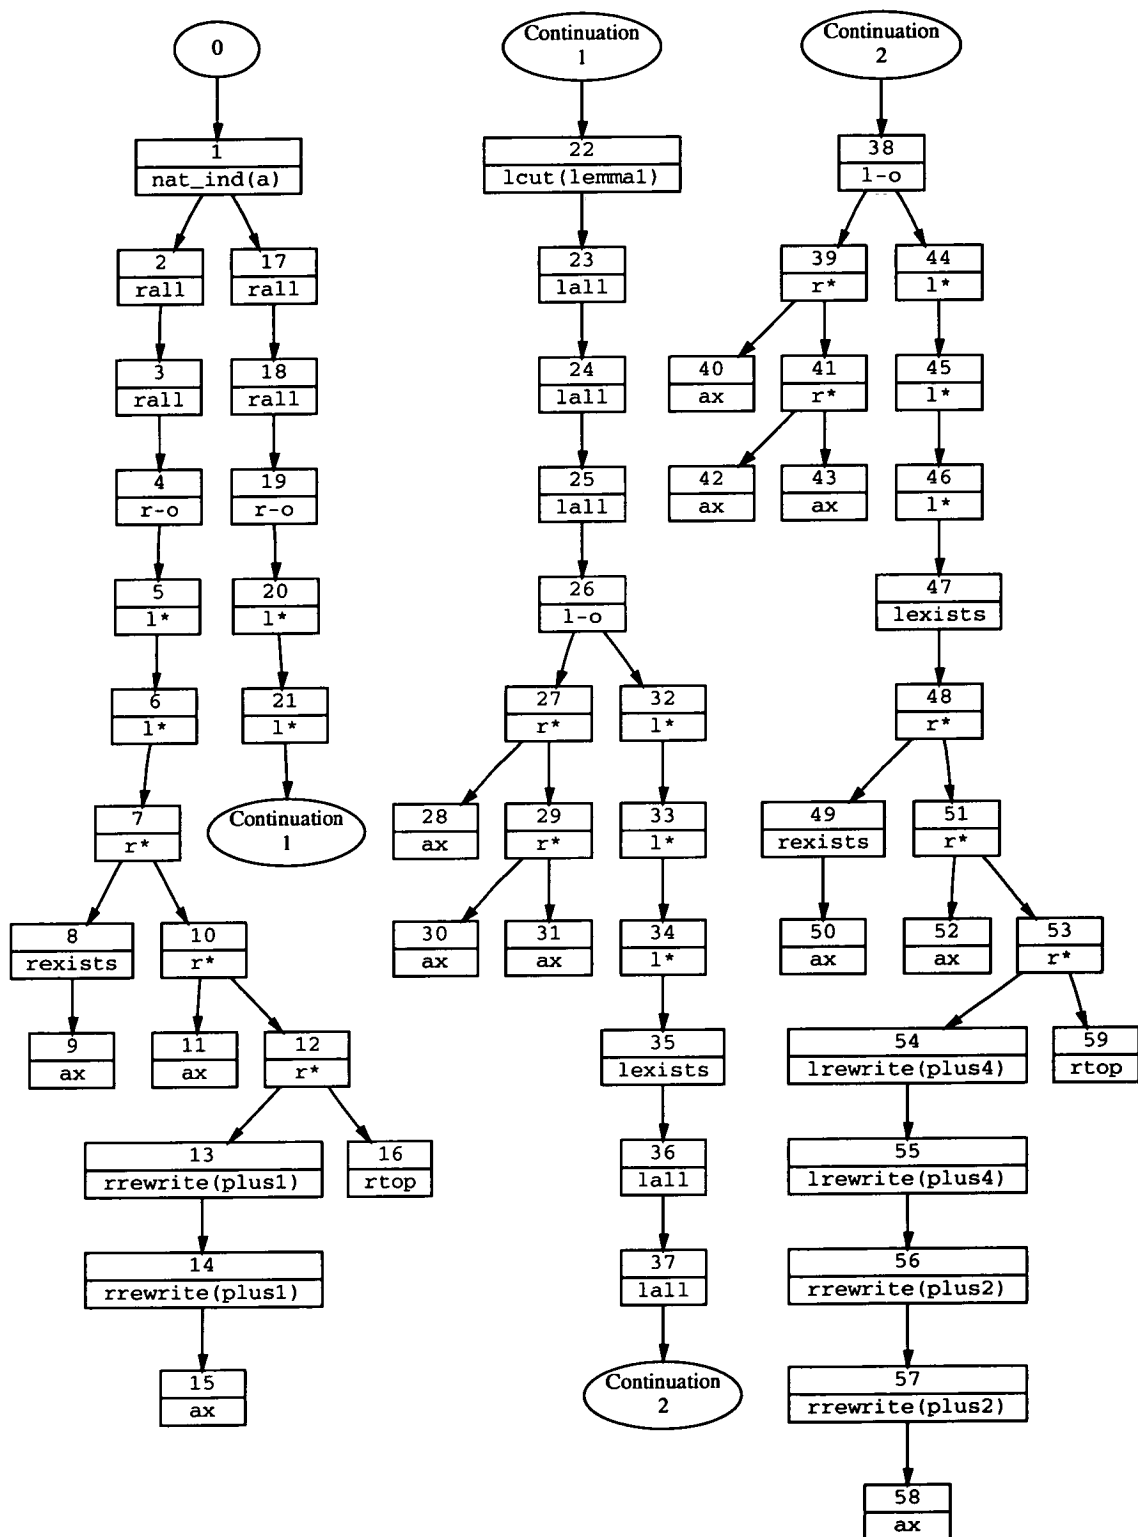 0
1
nat_ind(a)
2
rall
17
rall
3
rall
18
rall
4
r-o
19
r-o
5
l*
20
l*
6
l*
21
l*
7
r*
Continuation
1
8
rexists
10
r*
9
ax
11
ax
12
r*
13
rrewrite(plus1)
16
rtop
14
rrewrite(plus1)
15
ax
Continuation
1
22
lcut(lemma1)
23
lall
24
lall
25
lall
26
l-o
27
r*
32
l*
28
ax
29
r*
33
l*
30
ax
31
ax
34
l*
35
lexists
36
lall
37
lall
Continuation
2
Continuation
2
38
l-o
39
r*
44
l*
40
ax
41
r*
45
l*
42
ax
43
ax
46
l*
47
lexists
48
r*
49
rexists
51
r*
50
ax
52
ax
53
r*
54
lrewrite(plus4)
59
rtop
55
lrewrite(plus4)
56
rrewrite(plus2)
57
rrewrite(plus2)
58
ax